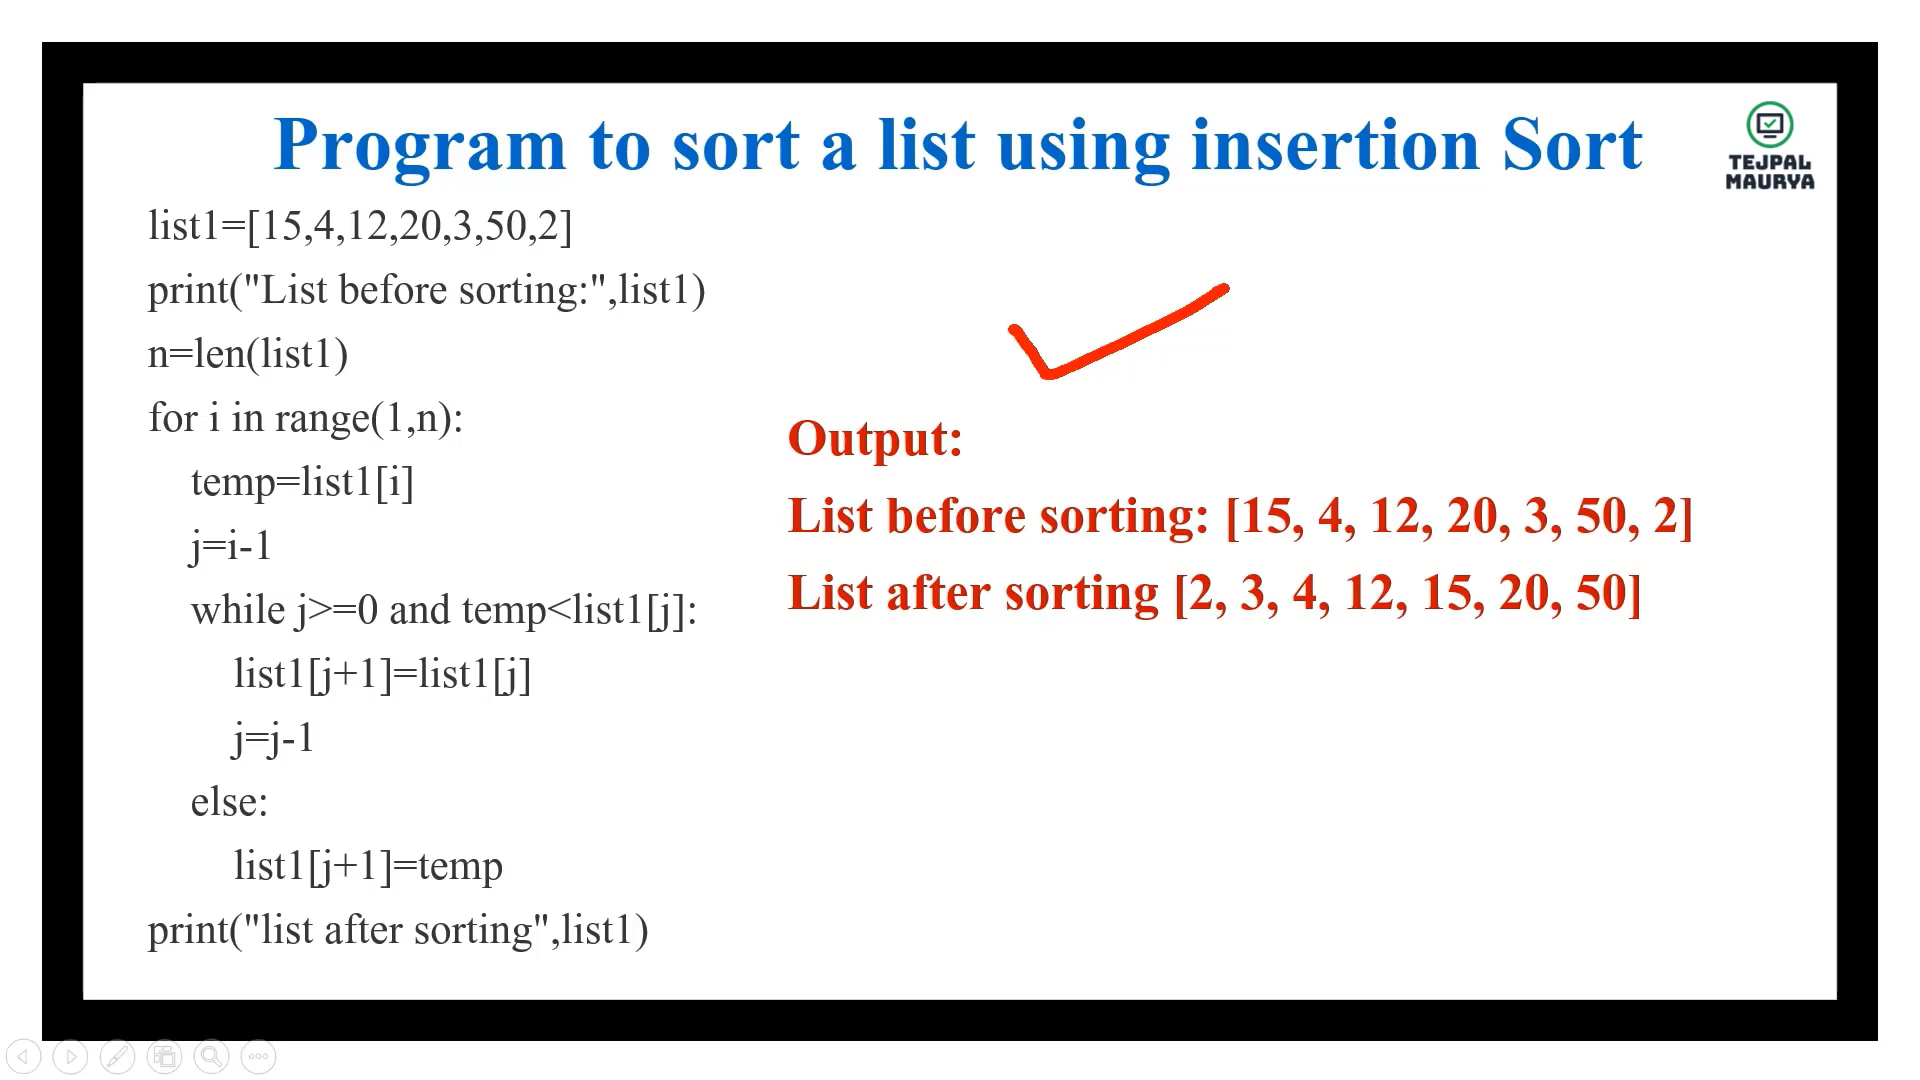 Program to sort a list using insertion Sort
TEJPAL
MAURYA
list1=[15,4,12,20,3,50,2]
print("List before sorting:",list1)
n=len(list1)
for i in range(1,n):
temp=list1[i]
j=i-1
while j>=0 and temp<list1[j]:
list1[j+1]=list1[j]
j=j-1
else:
list1[j+1]=temp
print("list after sorting",list1)
Output:
List before sorting: [15, 4, 12, 20, 3, 50, 2]
List after sorting [2, 3, 4, 12, 15, 20, 50]